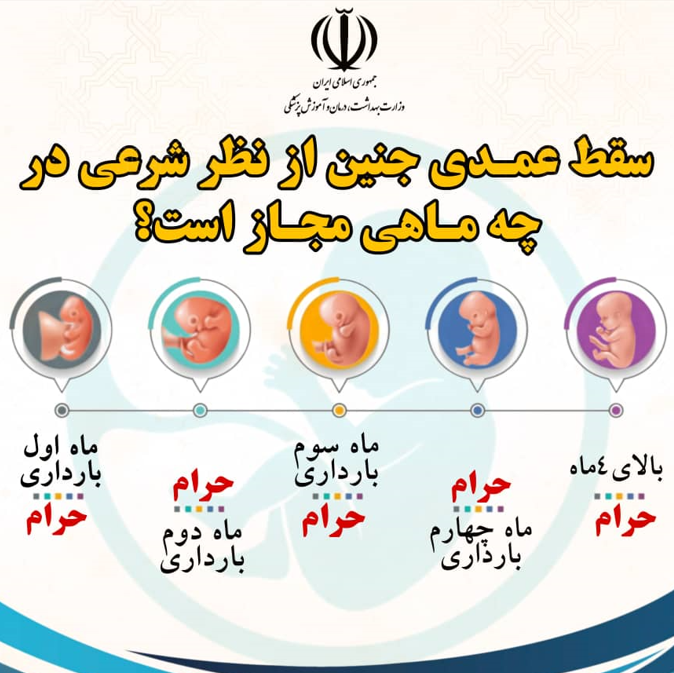 جمهوری اسلامی ایران
وزارت بهداشت، درمان و آموزش پزشکی
سقط عمدی جنین از نظر شرعی در
چه ماهی مجاز است؟
بالای ٤ماه
حرام
حرام
ماه چهارم
بارذاری
ماه سوم
بارداری
حرام
حرام
ماه دوم
بارداری
ماه اول
بارداری
حرام